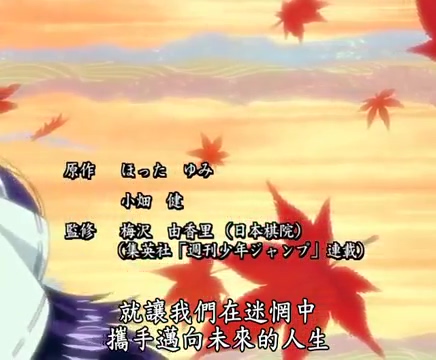 原作 ほった ゆみ
小畑 健
監修 梅沢 由香里 (日本棋院)
(集英社「週刊少年ジャンプ」連載)
就讓我們在迷惘中
攜手邁向未來的人生